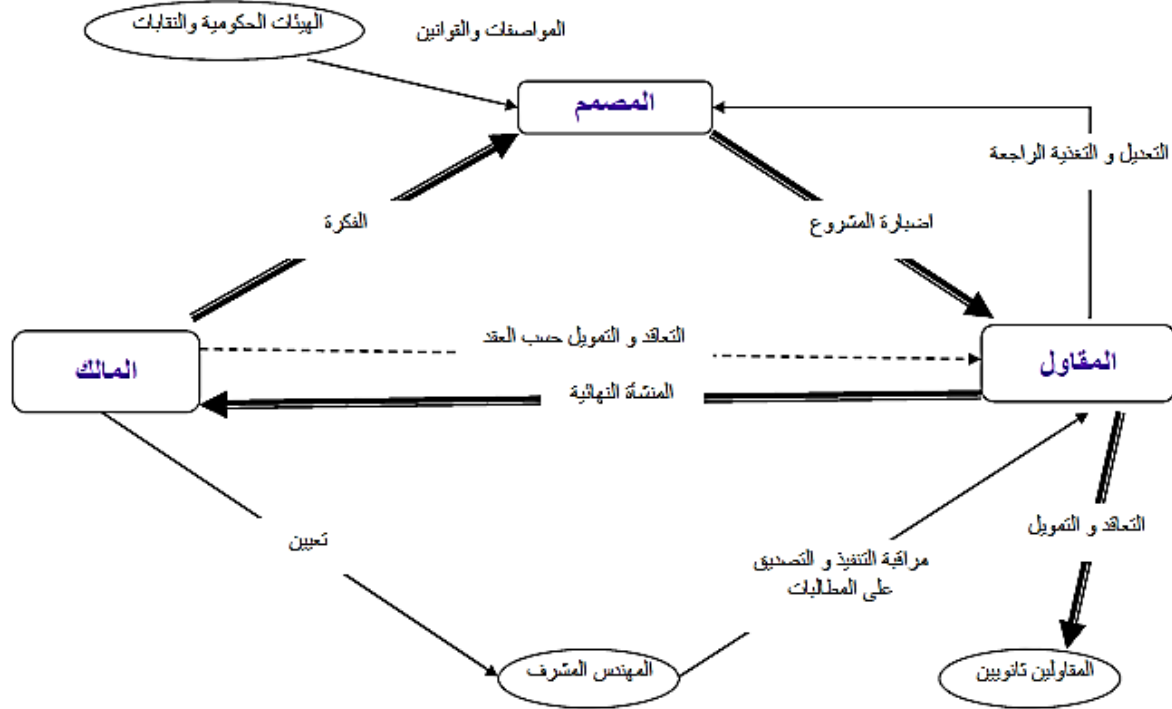 الهيئات الحكومية والنقابات
المواصفات والقوانين
المصمم
التعديل و التغذية الراجعة
الفكرة
اضبارة المشروع
التعاقد و التمويل حسب العقد
المقاول
المالك
المنشأة النهائية
التعاقد و التمويل
تعيين
مراقبة التنفيذ و التصديق
على المطالبات
المهندس المشرف
المقاولين ثانويين